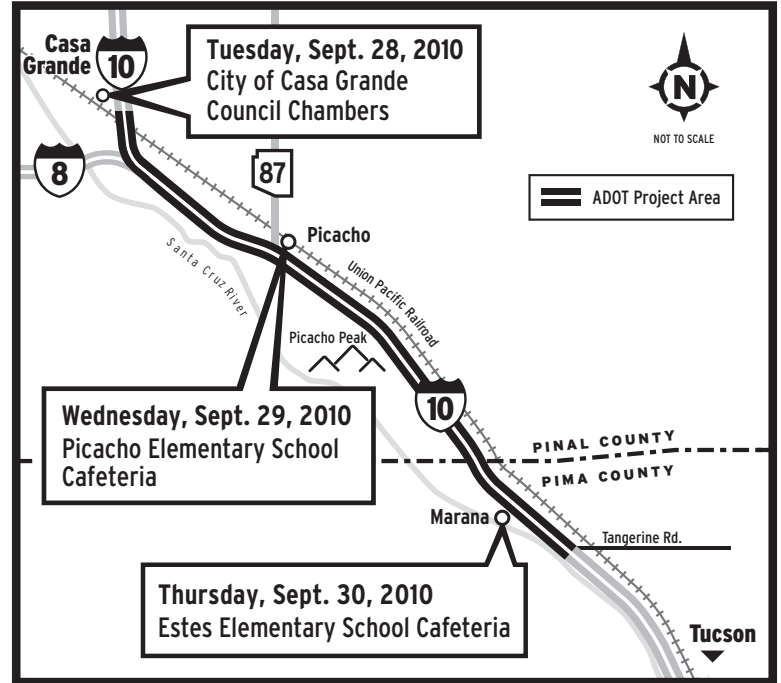 Casa
Grande
10
Tuesday, Sept. 28, 2010
City of Casa Grande
Council Chambers
N
NOT TO SCALE
8
87
ADOT Project Area
Picacho
Santa Cruz River
Union Pacific Railroad
Picacho Peak
10
Wednesday, Sept. 29, 2010
Picacho Elementary School
Cafeteria
PINAL COUNTY
PIMA COUNTY
Marana
Tangerine Rd.
Thursday, Sept. 30, 2010
Estes Elementary School Cafeteria
Tucson